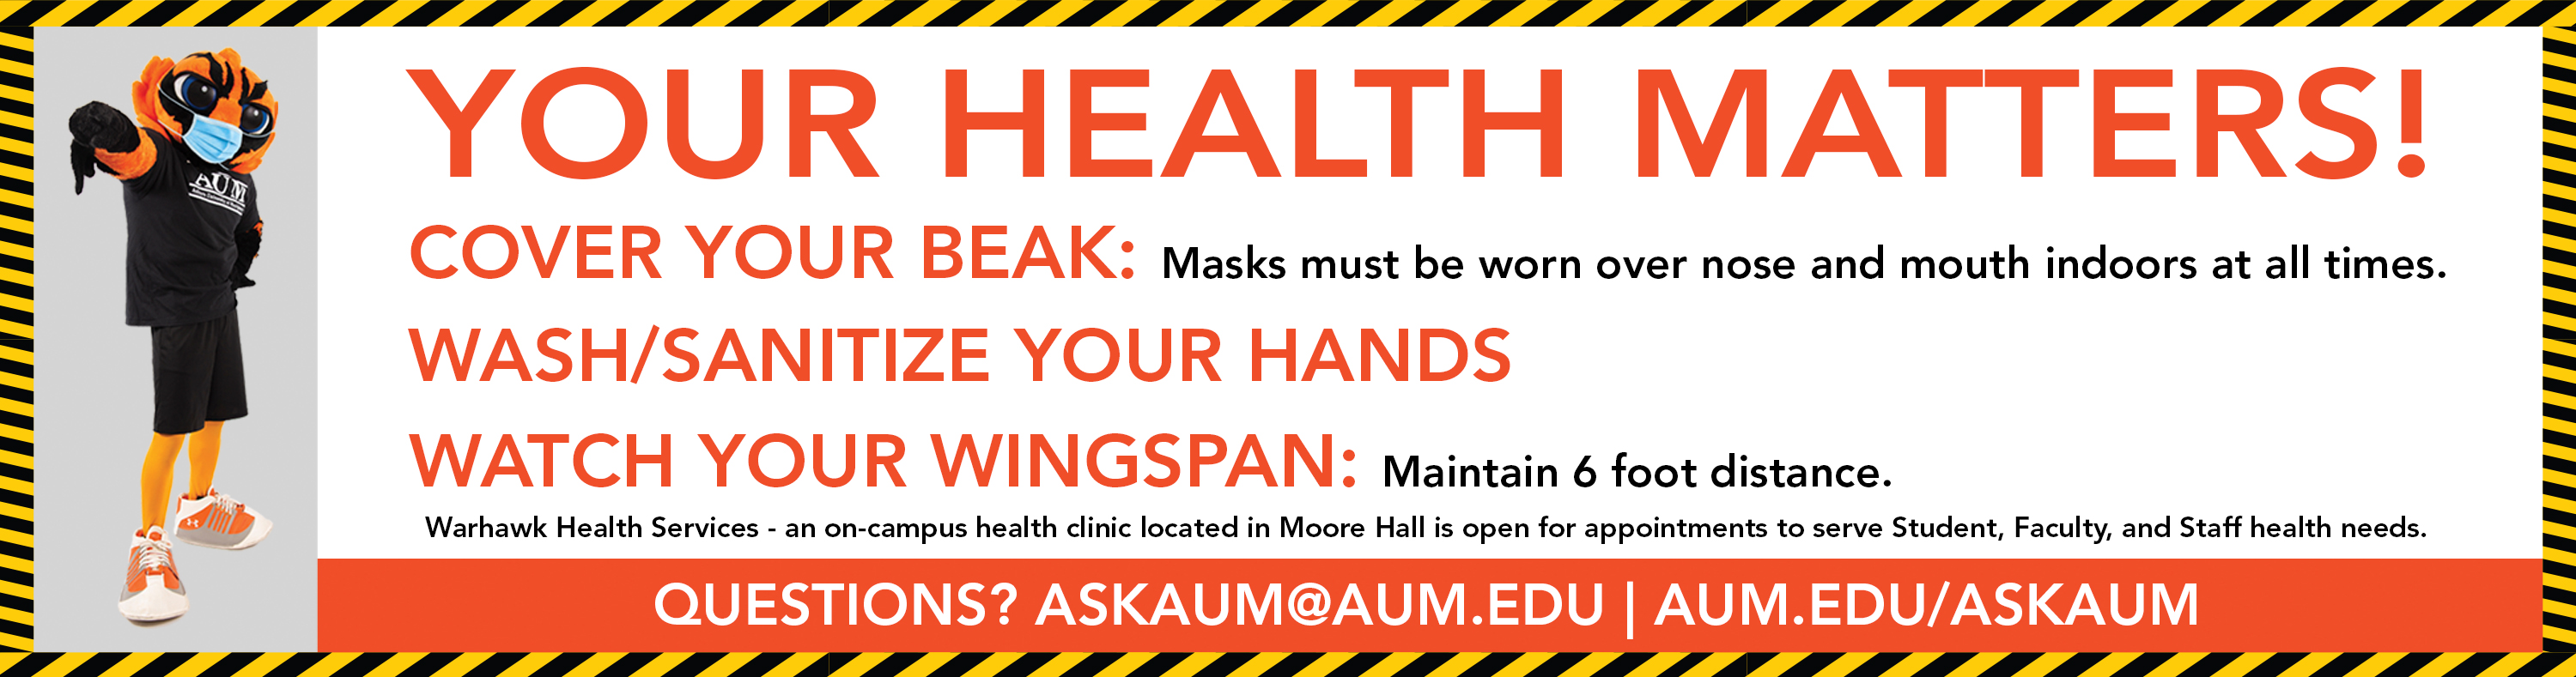 YOUR HEALTH MATTERS!
COVER YOUR BEAK: Masks must be worn over nose and mouth indoors at all times.
WASH/SANITIZE YOUR HANDS
WATCH YOUR WINGSPAN: Maintain 6 foot distance.
Warhawk Health Services - an on-campus health clinic located in Moore Hall is open for appointments to serve Student, Faculty, and Staff health needs.
QUESTIONS? ASKAUM@AUM.EDU | AUM.EDU/ASKAUM
AUM